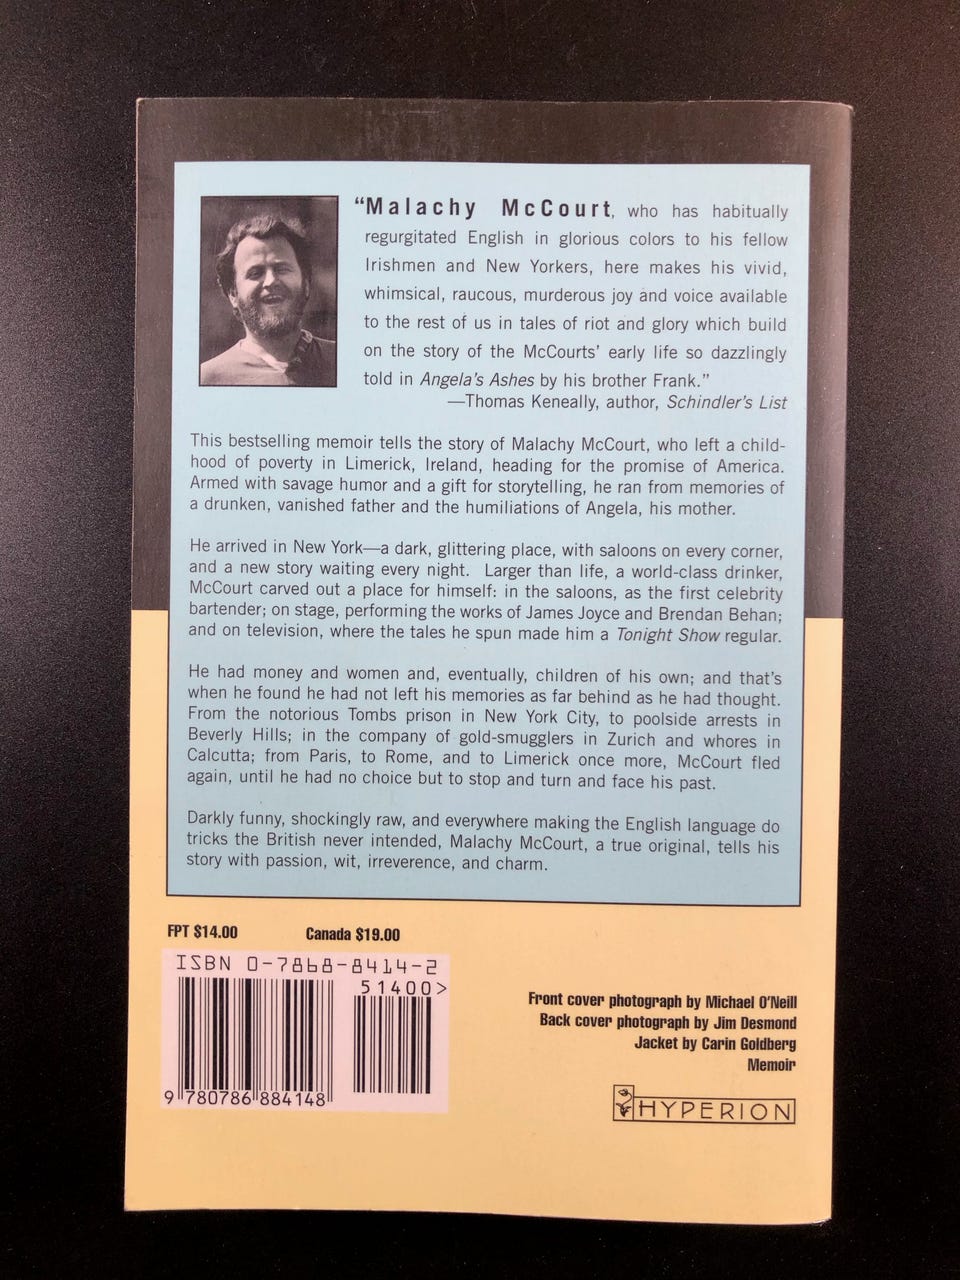 “Malachy McCourt, who has habitually
regurgitated English in glorious colors to his fellow
Irishmen and New Yorkers, here makes his vivid,
whimsical, raucous, murderous joy and voice available
to the rest of us in tales of riot and glory which build
on the story of the McCourts’ early life so dazzlingly
told in Angela’s Ashes by his brother Frank.”
—Thomas Keneally, author, Schindler’s List
This bestselling memoir tells the story of Malachy McCourt, who left a child-
hood of poverty in Limerick, Ireland, heading for the promise of America.
Armed with savage humor and a gift for storytelling, he ran from memories of
a drunken, vanished father and the humiliations of Angela, his mother.
He arrived in New York—a dark, glittering place, with saloons on every corner,
and a new story waiting every night. Larger than life, a world-class drinker,
McCourt carved out a place for himself: in the saloons, as the first celebrity
bartender; on stage, performing the works of James Joyce and Brendan Behan;
and on television, where the tales he spun made him a Tonight Show regular.
He had money and women and, eventually, children of his own; and that’s
when he found he had not left his memories as far behind as he had thought.
From the notorious Tombs prison in New York City, to poolside arrests in
Beverly Hills; in the company of gold-smugglers in Zurich and whores in
Calcutta; from Paris, to Rome, and to Limerick once more, McCourt fled
again, until he had no choice but to stop and turn and face his past.
Darkly funny, shockingly raw, and everywhere making the English language do
tricks the British never intended, Malachy McCourt, a true original, tells his
story with passion, wit, irreverence, and charm.
FPT $14.00 Canada $19.00
ISBN 0-7868-8414-2
51400>
9 780786 884148
Front cover photograph by Michael O’Neill
Back cover photograph by Jim Desmond
Jacket by Carin Goldberg
Memoir
HYPERION